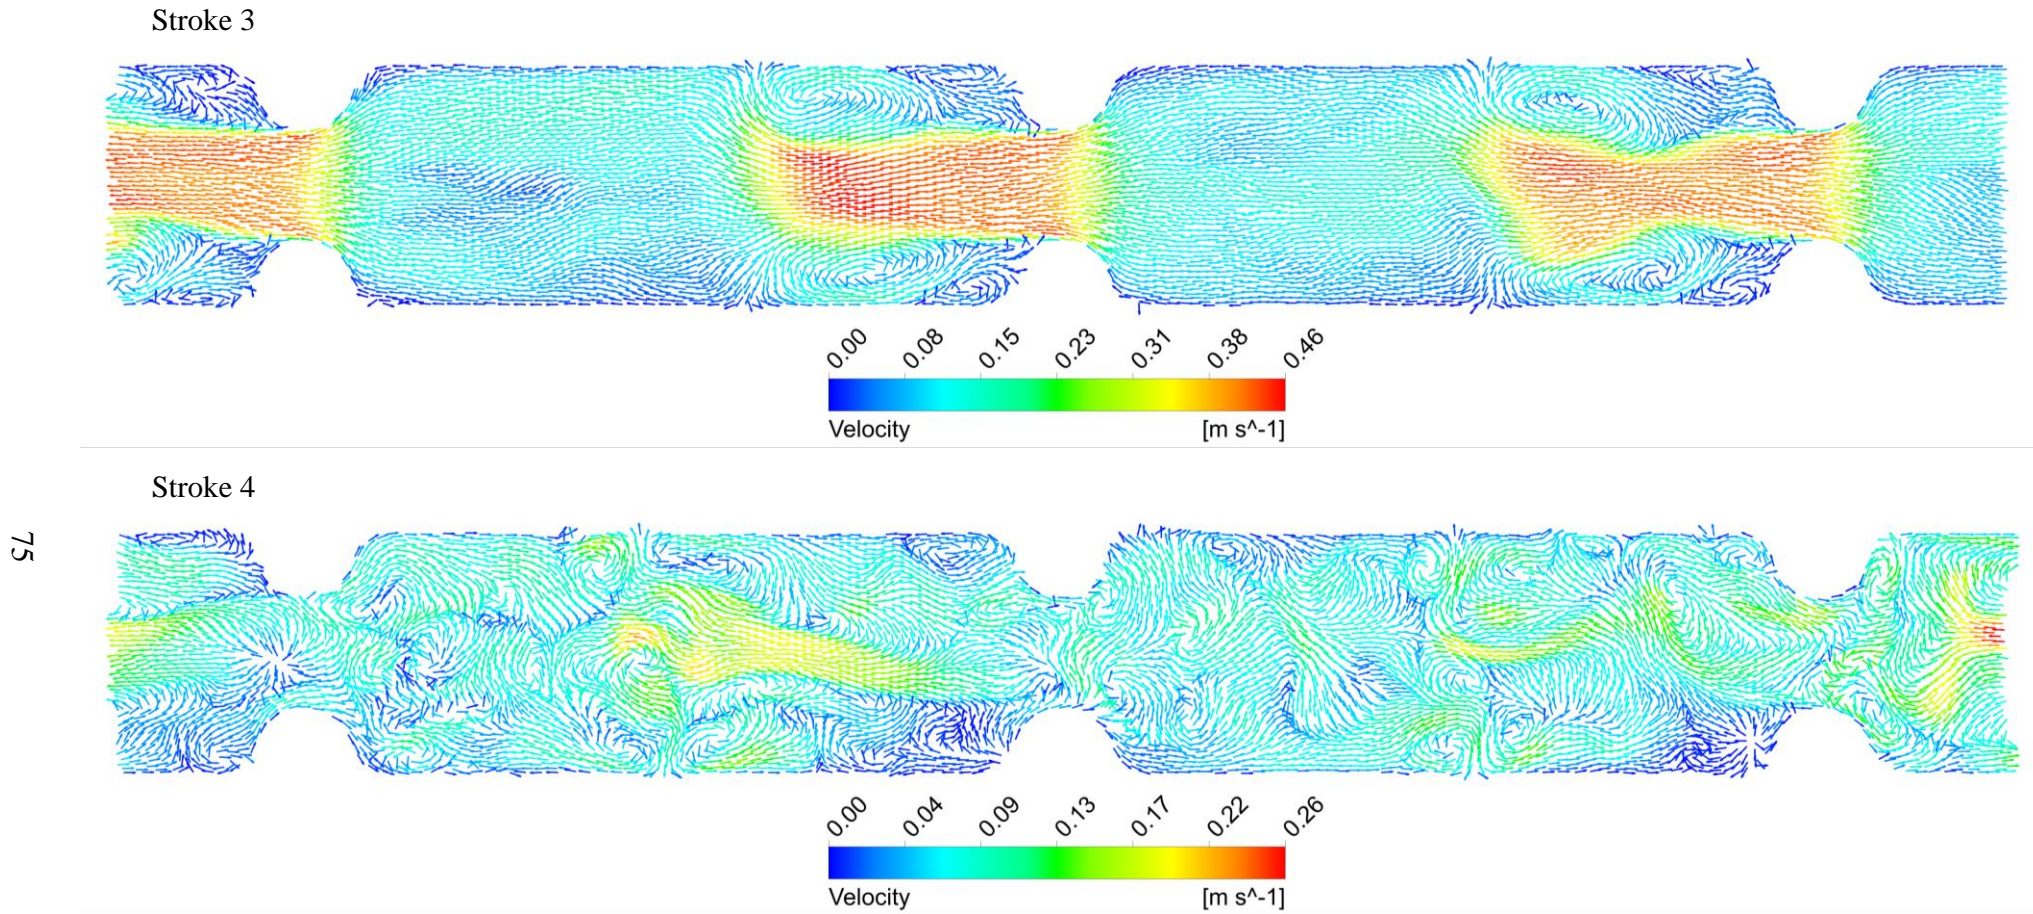 Stroke 3
0.00 0.08 0.15 0.23 0.31 0.38 0.46
Velocity [m s^-1]
Stroke 4
75
0.00 0.04 0.09 0.13 0.17 0.22 0.26
Velocity [m s^-1]